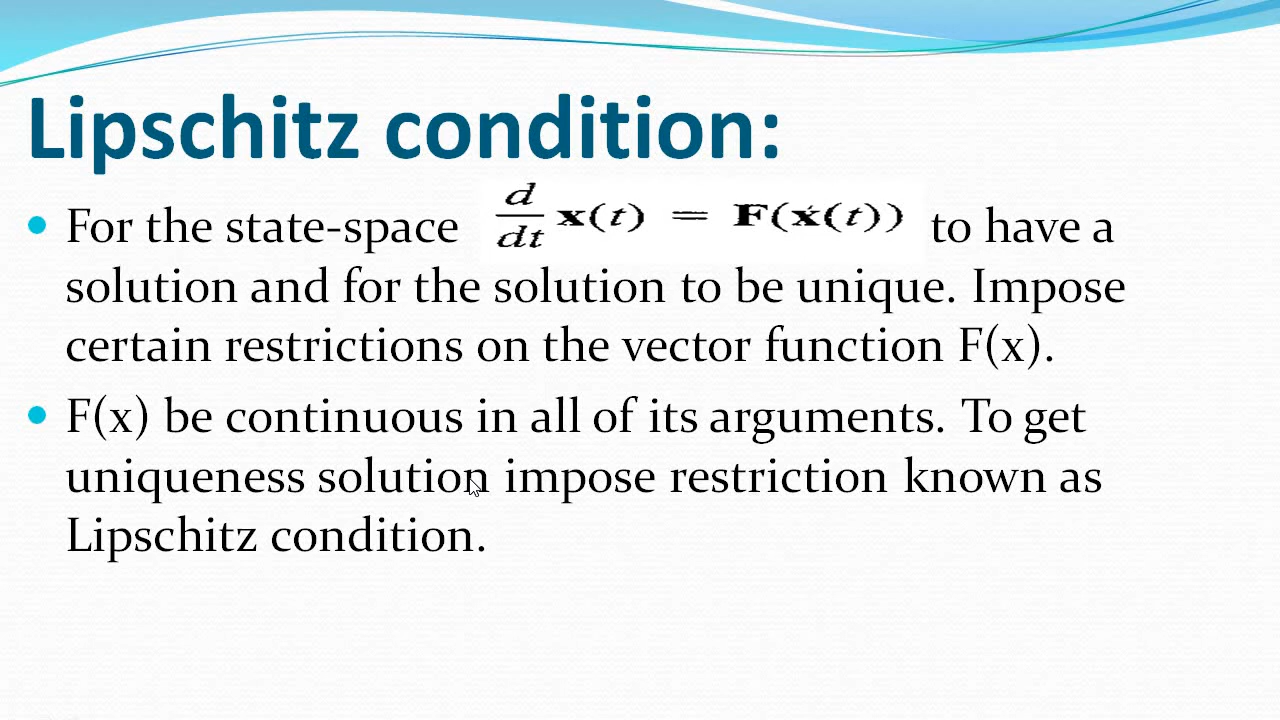 Lipschitz condition:
For the state-space d/dt x(t) = F(x́(t)) to have a
solution and for the solution to be unique. Impose
certain restrictions on the vector function F(x).
F(x) be continuous in all of its arguments. To get
uniqueness solution impose restriction known as
Lipschitz condition.